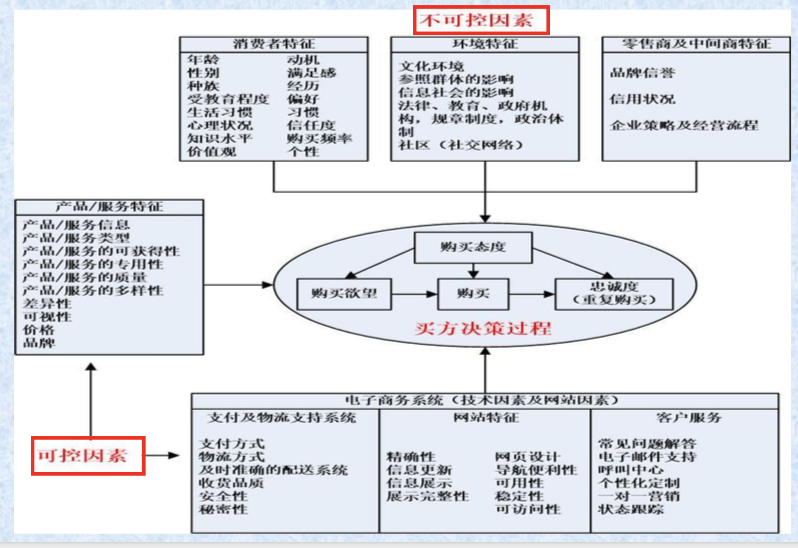 不可控因素
消费者特征
年龄 动机
性别 满足感
种族 经历
受教育程度 偏好
生活习惯 习惯
心理状况 信任度
知识水平 购买频率
价值观 个性
环境特征
文化环境
参照群体的影响
信息社会的影响
法律、教育、政府机
构,规章制度,政治体
制
社区(社交网络)
零售商及中间商特征
品牌信誉
信用状况
企业策略及经营流程
产品/服务特征
产品/服务信息
产品/服务类型
产品/服务的可获得性
产品/服务的专用性
产品/服务的质量
产品/服务的多样性
差异性
可视性
价格
品牌
购买态度
购买欲望
购买
忠诚度
(重复购买)
买方决策过程
可控因素
电子商务系统(技术因素及网站因素)
支付及物流支持系统
支付方式
物流方式
及时准确的配送系统
收货品质
安全性
秘密性
网站特征
精确性 网页设计
信息更新 导航便利性
信息展示 可用性
展示完整性 稳定性
可访问性
客户服务
常见问题解答
电子邮件支持
呼叫中心
个性化定制
一对一营销
状态跟踪